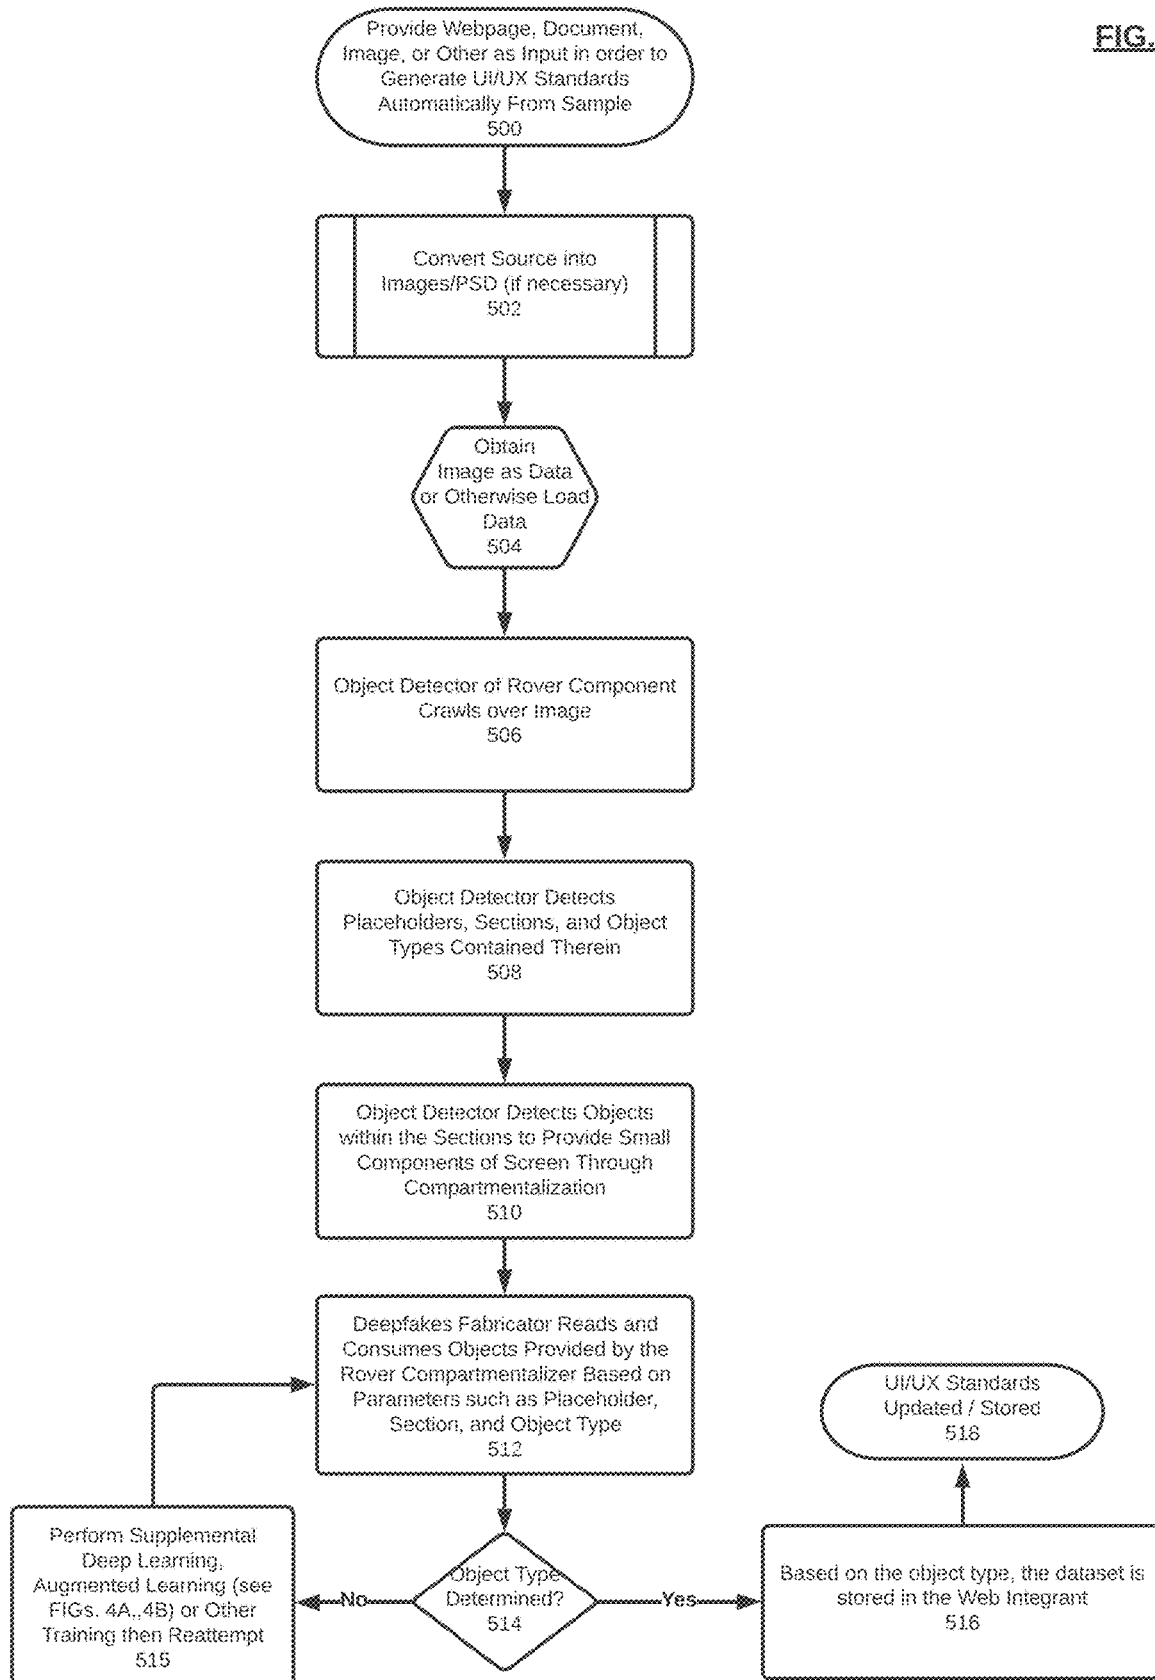 FIG.
Provide Webpage, Document,
Image, or Other as Input in order to
Generate UI/UX Standards
Automatically From Sample
500
Convert Source into
Images/PSD (if necessary)
502
Obtain
Image as Data
or Otherwise Load
Data
504
Object Detector of Rover Component
Crawls over Image
506
Object Detector Detects
Placeholders, Sections, and Object
Types Contained Therein
508
Object Detector Detects Objects
within the Sections to Provide Small
Components of Screen Through
Compartmentalization
510
Deepfakes Fabricator Reads and
Consumes Objects Provided by the
Rover Compartmentalizer Based on
Parameters such as Placeholder,
Section, and Object Type
512
Object Type
Determined?
514
No
Perform Supplemental
Deep Learning,
Augmented Learning (see
FIGs. 4A., 4B) or Other
Training then Reattempt
515
Yes
Based on the object type, the dataset is
stored in the Web Integrant
516
UI/UX Standards
Updated / Stored
518